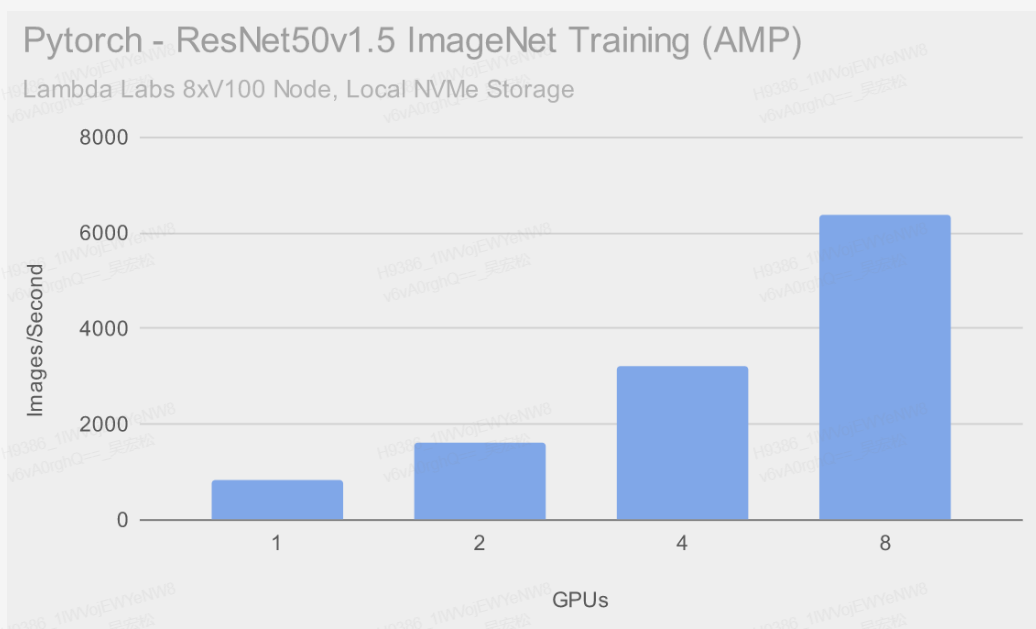 Pytorch - ResNet50v1.5 ImageNet Training (AMP)
Lambda Labs 8xV100 Node, Local NVMe Storage
8000
6000
4000
2000
0
Images/Second
1
2
4
8
GPUs